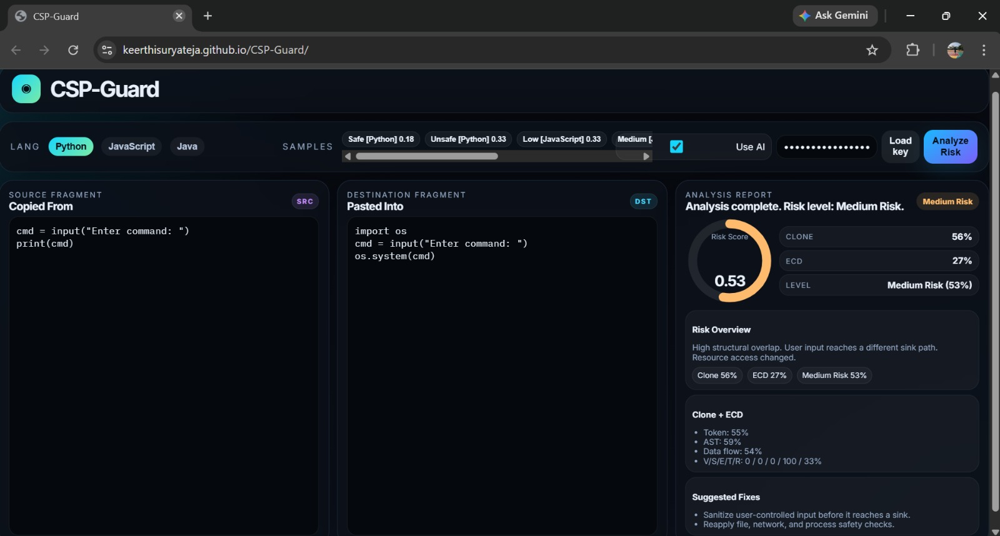 CSP-Guard
Ask Gemini
keerthisuryateja.github.io/CSP-Guard/
CSP-Guard
LANG
Python
JavaScript
Java
SAMPLES
Safe [Python] 0.18
Unsafe [Python] 0.33
Low [JavaScript] 0.33
Medium [J
Use AI
••••••••••••••••
Load key
Analyze Risk
SOURCE FRAGMENT
Copied From
SRC
cmd = input("Enter command: ")
print(cmd)
DESTINATION FRAGMENT
Pasted Into
DST
import os
cmd = input("Enter command: ")
os.system(cmd)
ANALYSIS REPORT
Analysis complete. Risk level: Medium Risk.
Medium Risk
Risk Score
0.53
CLONE 56%
ECD 27%
LEVEL Medium Risk (53%)
Risk Overview
High structural overlap. User input reaches a different sink path.
Resource access changed.
Clone 56%
ECD 27%
Medium Risk 53%
Clone + ECD
• Token: 55%
• AST: 59%
• Data flow: 54%
• V/S/E/T/R: 0 / 0 / 0 / 100 / 33%
Suggested Fixes
• Sanitize user-controlled input before it reaches a sink.
• Reapply file, network, and process safety checks.